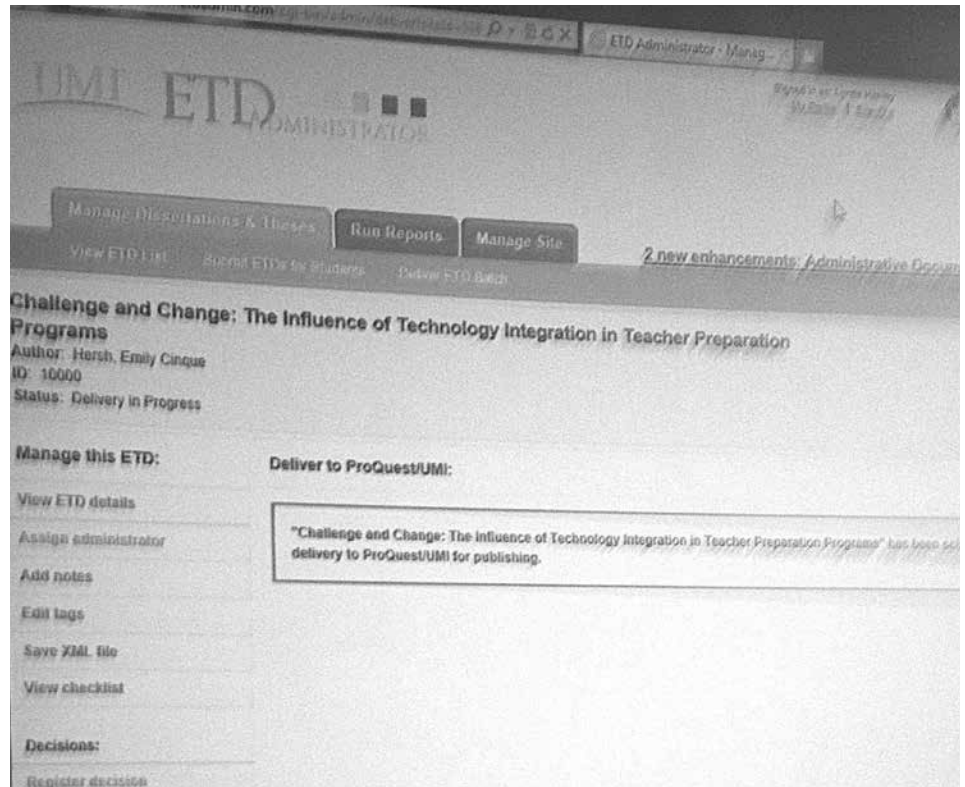 ETD Administrator - Manag...
UMI ETD ADMINISTRATOR
Manage Dissertations & Theses
Run Reports
Manage Site
View ETD List
Submit ETDs for Students
ETD Batch
2 new enhancements: Administrative Docum
Challenge and Change: The Influence of Technology Integration in Teacher Preparation
Programs
Author: Hersh, Emily Cinque
ID: 10000
Status: Delivery in Progress
Manage this ETD:
View ETD details
Assign administrator
Add notes
Edit tags
Save XML file
View checklist
Decisions:
Register decision
Deliver to ProQuest/UMI:
"Challenge and Change: The Influence of Technology Integration in Teacher Preparation Programs" has been
delivery to ProQuest/UMI for publishing.